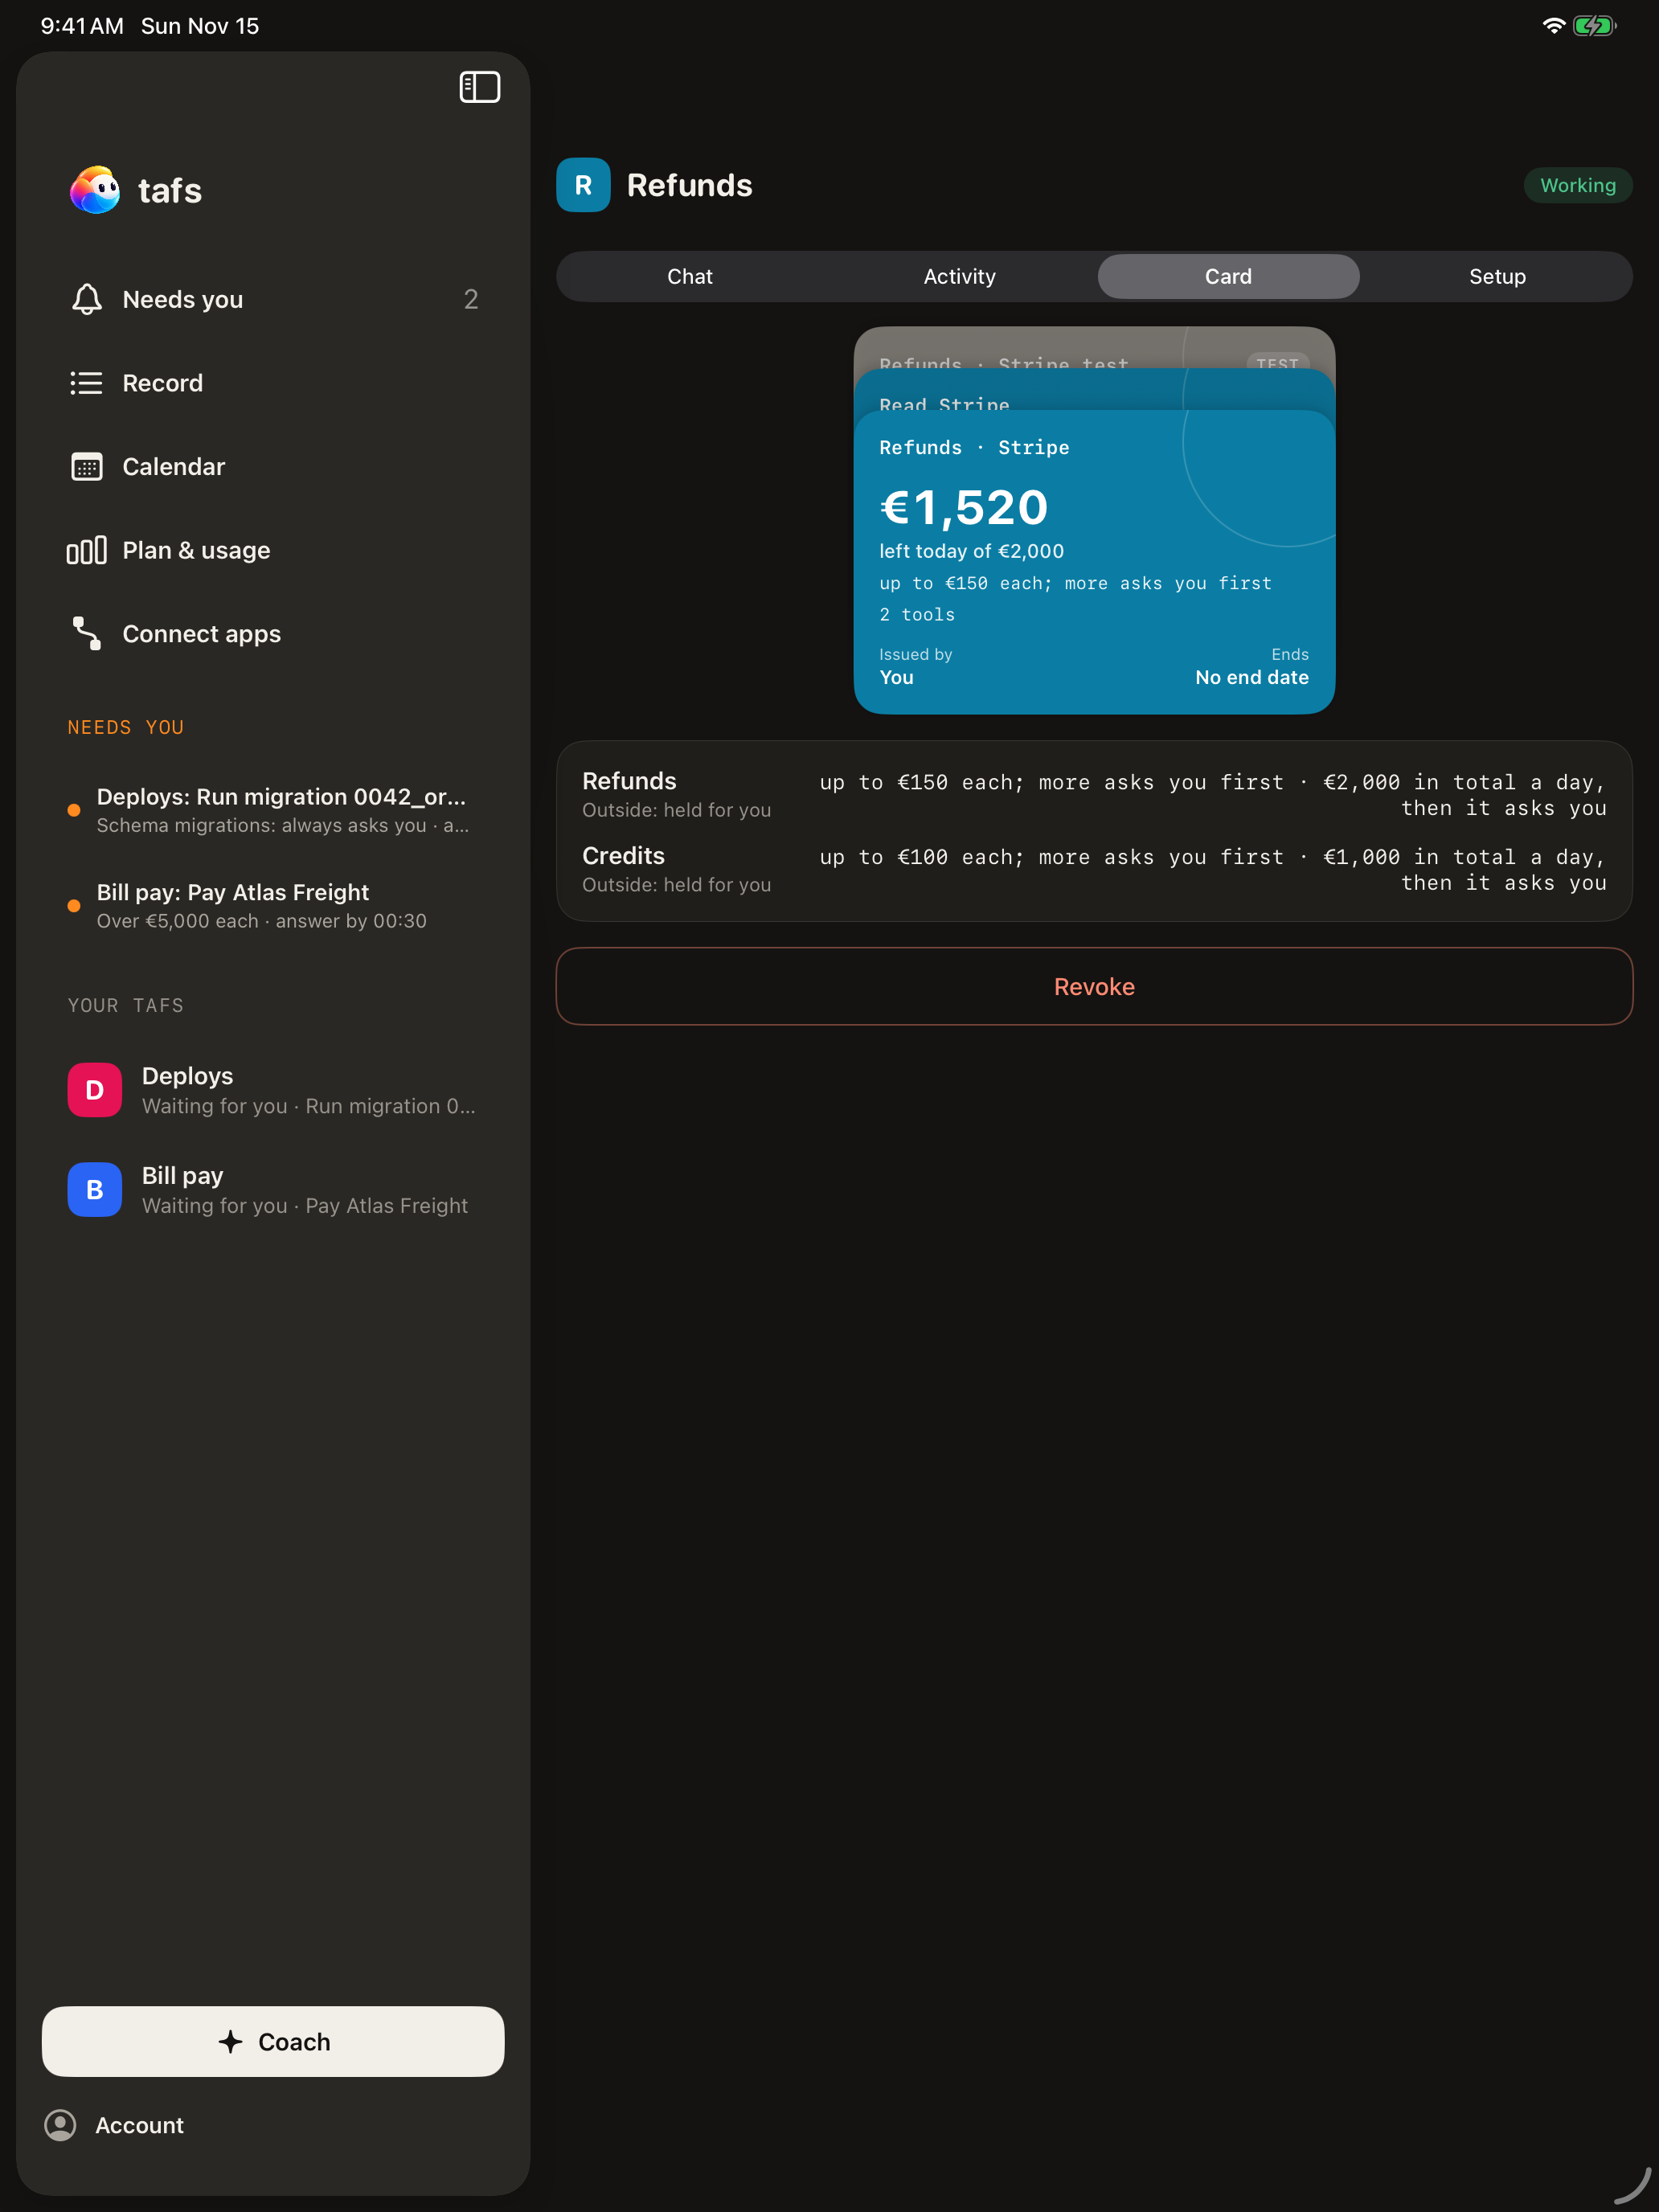 9:41 AM Sun Nov 15
tafs
Needs you 2
Record
Calendar
Plan & usage
Connect apps
NEEDS YOU
Deploys: Run migration 0042_or...
Schema migrations: always asks you · a...
Bill pay: Pay Atlas Freight
Over €5,000 each · answer by 00:30
YOUR TAFS
D
Deploys
Waiting for you · Run migration 0...
B
Bill pay
Waiting for you · Pay Atlas Freight
Coach
Account
R
Refunds
Working
Chat
Activity
Card
Setup
Refunds · Stripe test
TEST
Read Stripe
Refunds · Stripe
€1,520
left today of €2,000
up to €150 each; more asks you first
2 tools
Issued by
You
Ends
No end date
Refunds
Outside: held for you
up to €150 each; more asks you first · €2,000 in total a day,
then it asks you
Credits
Outside: held for you
up to €100 each; more asks you first · €1,000 in total a day,
then it asks you
Revoke